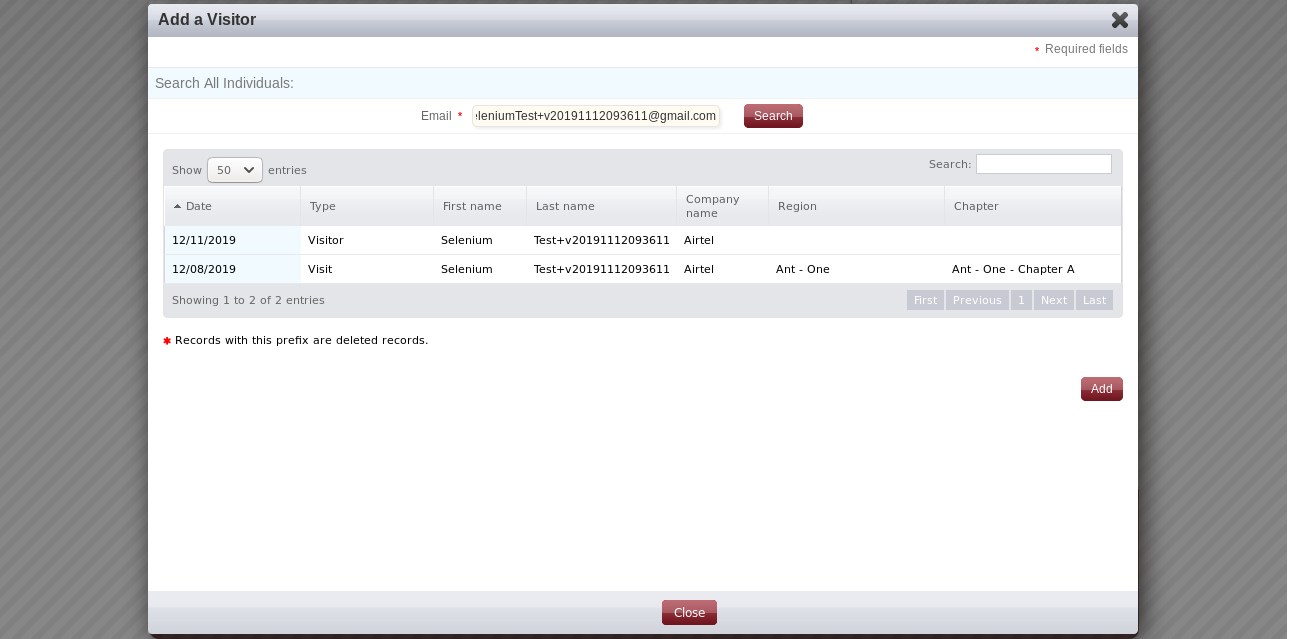 Add a Visitor
* Required fields
Search All Individuals:
Email * eleniumTest+v20191112093611@gmail.com Search
Show 50 entries Search:
Date Type First name Last name Company name Region Chapter
12/11/2019 Visitor Selenium Test+v20191112093611 Airtel
12/08/2019 Visit Selenium Test+v20191112093611 Airtel Ant - One Ant - One - Chapter A
Showing 1 to 2 of 2 entries First Previous 1 Next Last
* Records with this prefix are deleted records.
Add
Close